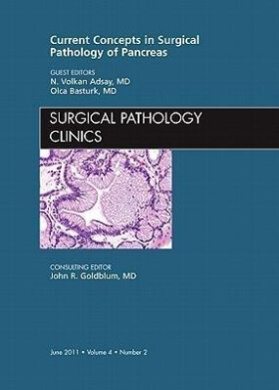 Current Concepts in Surgical
Pathology of Pancreas
GUEST EDITORS
N. Volkan Adsay, MD
Olca Basturk, MD
SURGICAL PATHOLOGY
CLINICS
CONSULTING EDITOR
John R. Goldblum, MD
June 2011 • Volume 4 • Number 2